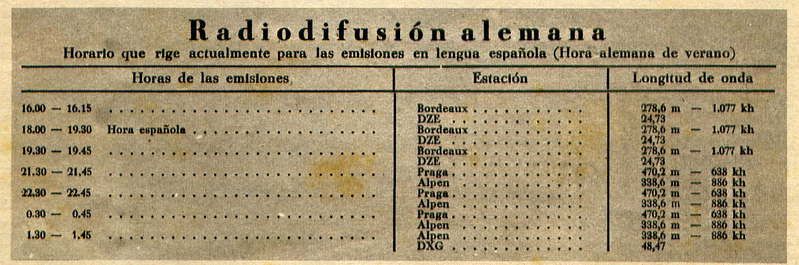 Radiodifusión alemana
Horario que rige actualmente para las emisiones en lengua española (Hora alemana de verano)
Horas de las emisiones Estación Longitud de onda
16.00 — 16.15 Bordeaux 278,6 m — 1.077 kh
DZE 24,73
18.00 — 19.30 Hora española Bordeaux 278,6 m — 1.077 kh
DZE 24,73
19.30 — 19.45 Bordeaux 278,6 m — 1.077 kh
DZE 24,73
21.30 — 21,45 Praga 470,2 m — 638 kh
Alpen 338,6 m — 886 kh
22.30 — 22.45 Praga 470,2 m — 638 kh
Alpen 338,6 m — 886 kh
0.30 — 0.45 Praga 470,2 m — 638 kh
Alpen 338,6 m — 886 kh
1.30 — 1.45 Alpen 338,6 m — 886 kh
DXG 48,47